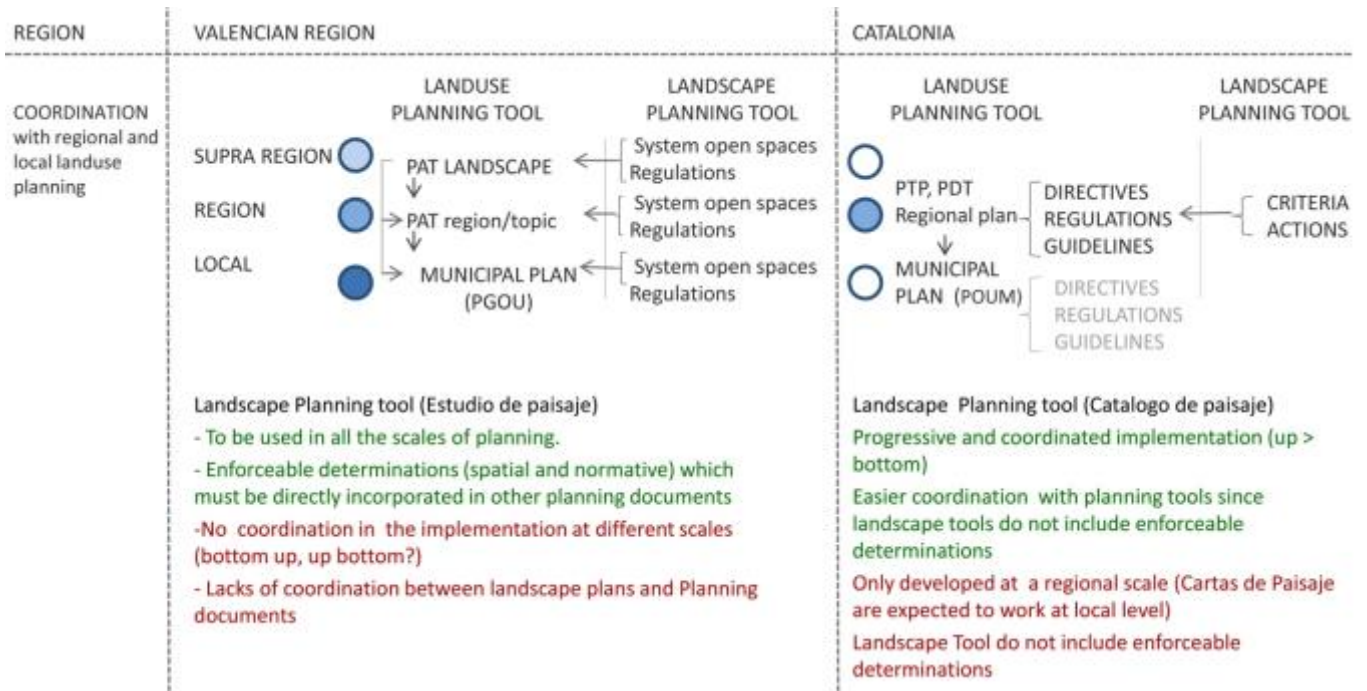 REGION
VALENCIAN REGION
CATALONIA
COORDINATION
with regional and
local landuse
planning
LANDUSE
PLANNING TOOL
LANDSCAPE
PLANNING TOOL
SUPRA REGION
PAT LANDSCAPE
System open spaces
Regulations
REGION
PAT region/topic
System open spaces
Regulations
LOCAL
MUNICIPAL PLAN
(PGOU)
System open spaces
Regulations
LANDUSE
PLANNING TOOL
LANDSCAPE
PLANNING TOOL
PTP, PDT
Regional plan
DIRECTIVES
REGULATIONS
GUIDELINES
CRITERIA
ACTIONS
MUNICIPAL
PLAN (POUM)
DIRECTIVES
REGULATIONS
GUIDELINES
Landscape Planning tool (Estudio de paisaje)
- To be used in all the scales of planning.
- Enforceable determinations (spatial and normative) which
must be directly incorporated in other planning documents
-No coordination in the implementation at different scales
(bottom up, up bottom?)
- Lacks of coordination between landscape plans and Planning
documents
Landscape Planning tool (Catalogo de paisaje)
Progressive and coordinated implementation (up >
bottom)
Easier coordination with planning tools since
landscape tools do not include enforceable
determinations
Only developed at a regional scale (Cartas de Paisaje
are expected to work at local level)
Landscape Tool do not include enforceable
determinations